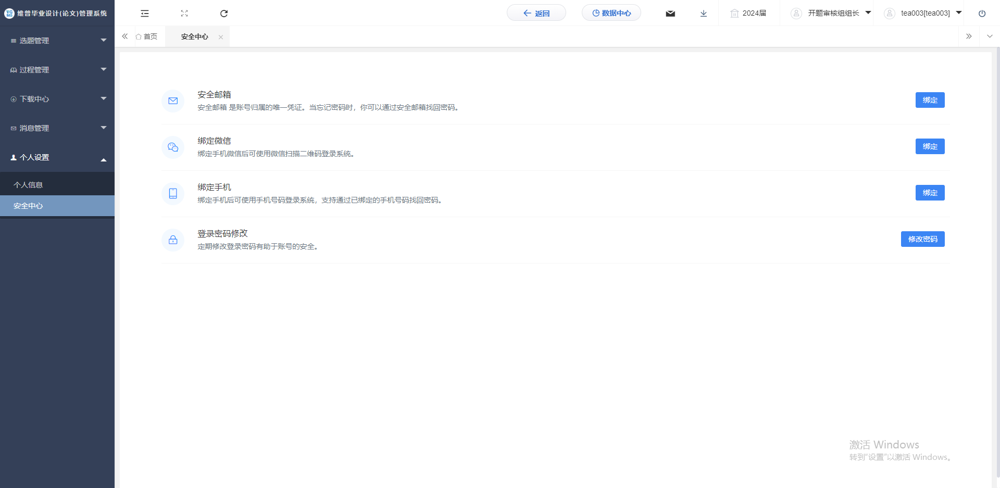 VG
MS
维普毕业设计(论文)管理系统
返回
数据中心
2024届
开题审核组组长
tea003[tea003]
首页
安全中心
选题管理
过程管理
下载中心
消息管理
个人设置
个人信息
安全中心
安全邮箱
安全邮箱 是账号归属的唯一凭证。当忘记密码时，你可以通过安全邮箱找回密码。
绑定
绑定微信
绑定手机微信后可使用微信扫描二维码登录系统。
绑定
绑定手机
绑定手机后可使用手机号码登录系统，支持通过已绑定的手机号码找回密码。
绑定
登录密码修改
定期修改登录密码有助于账号的安全。
修改密码
激活 Windows
转到"设置"以激活 Windows。